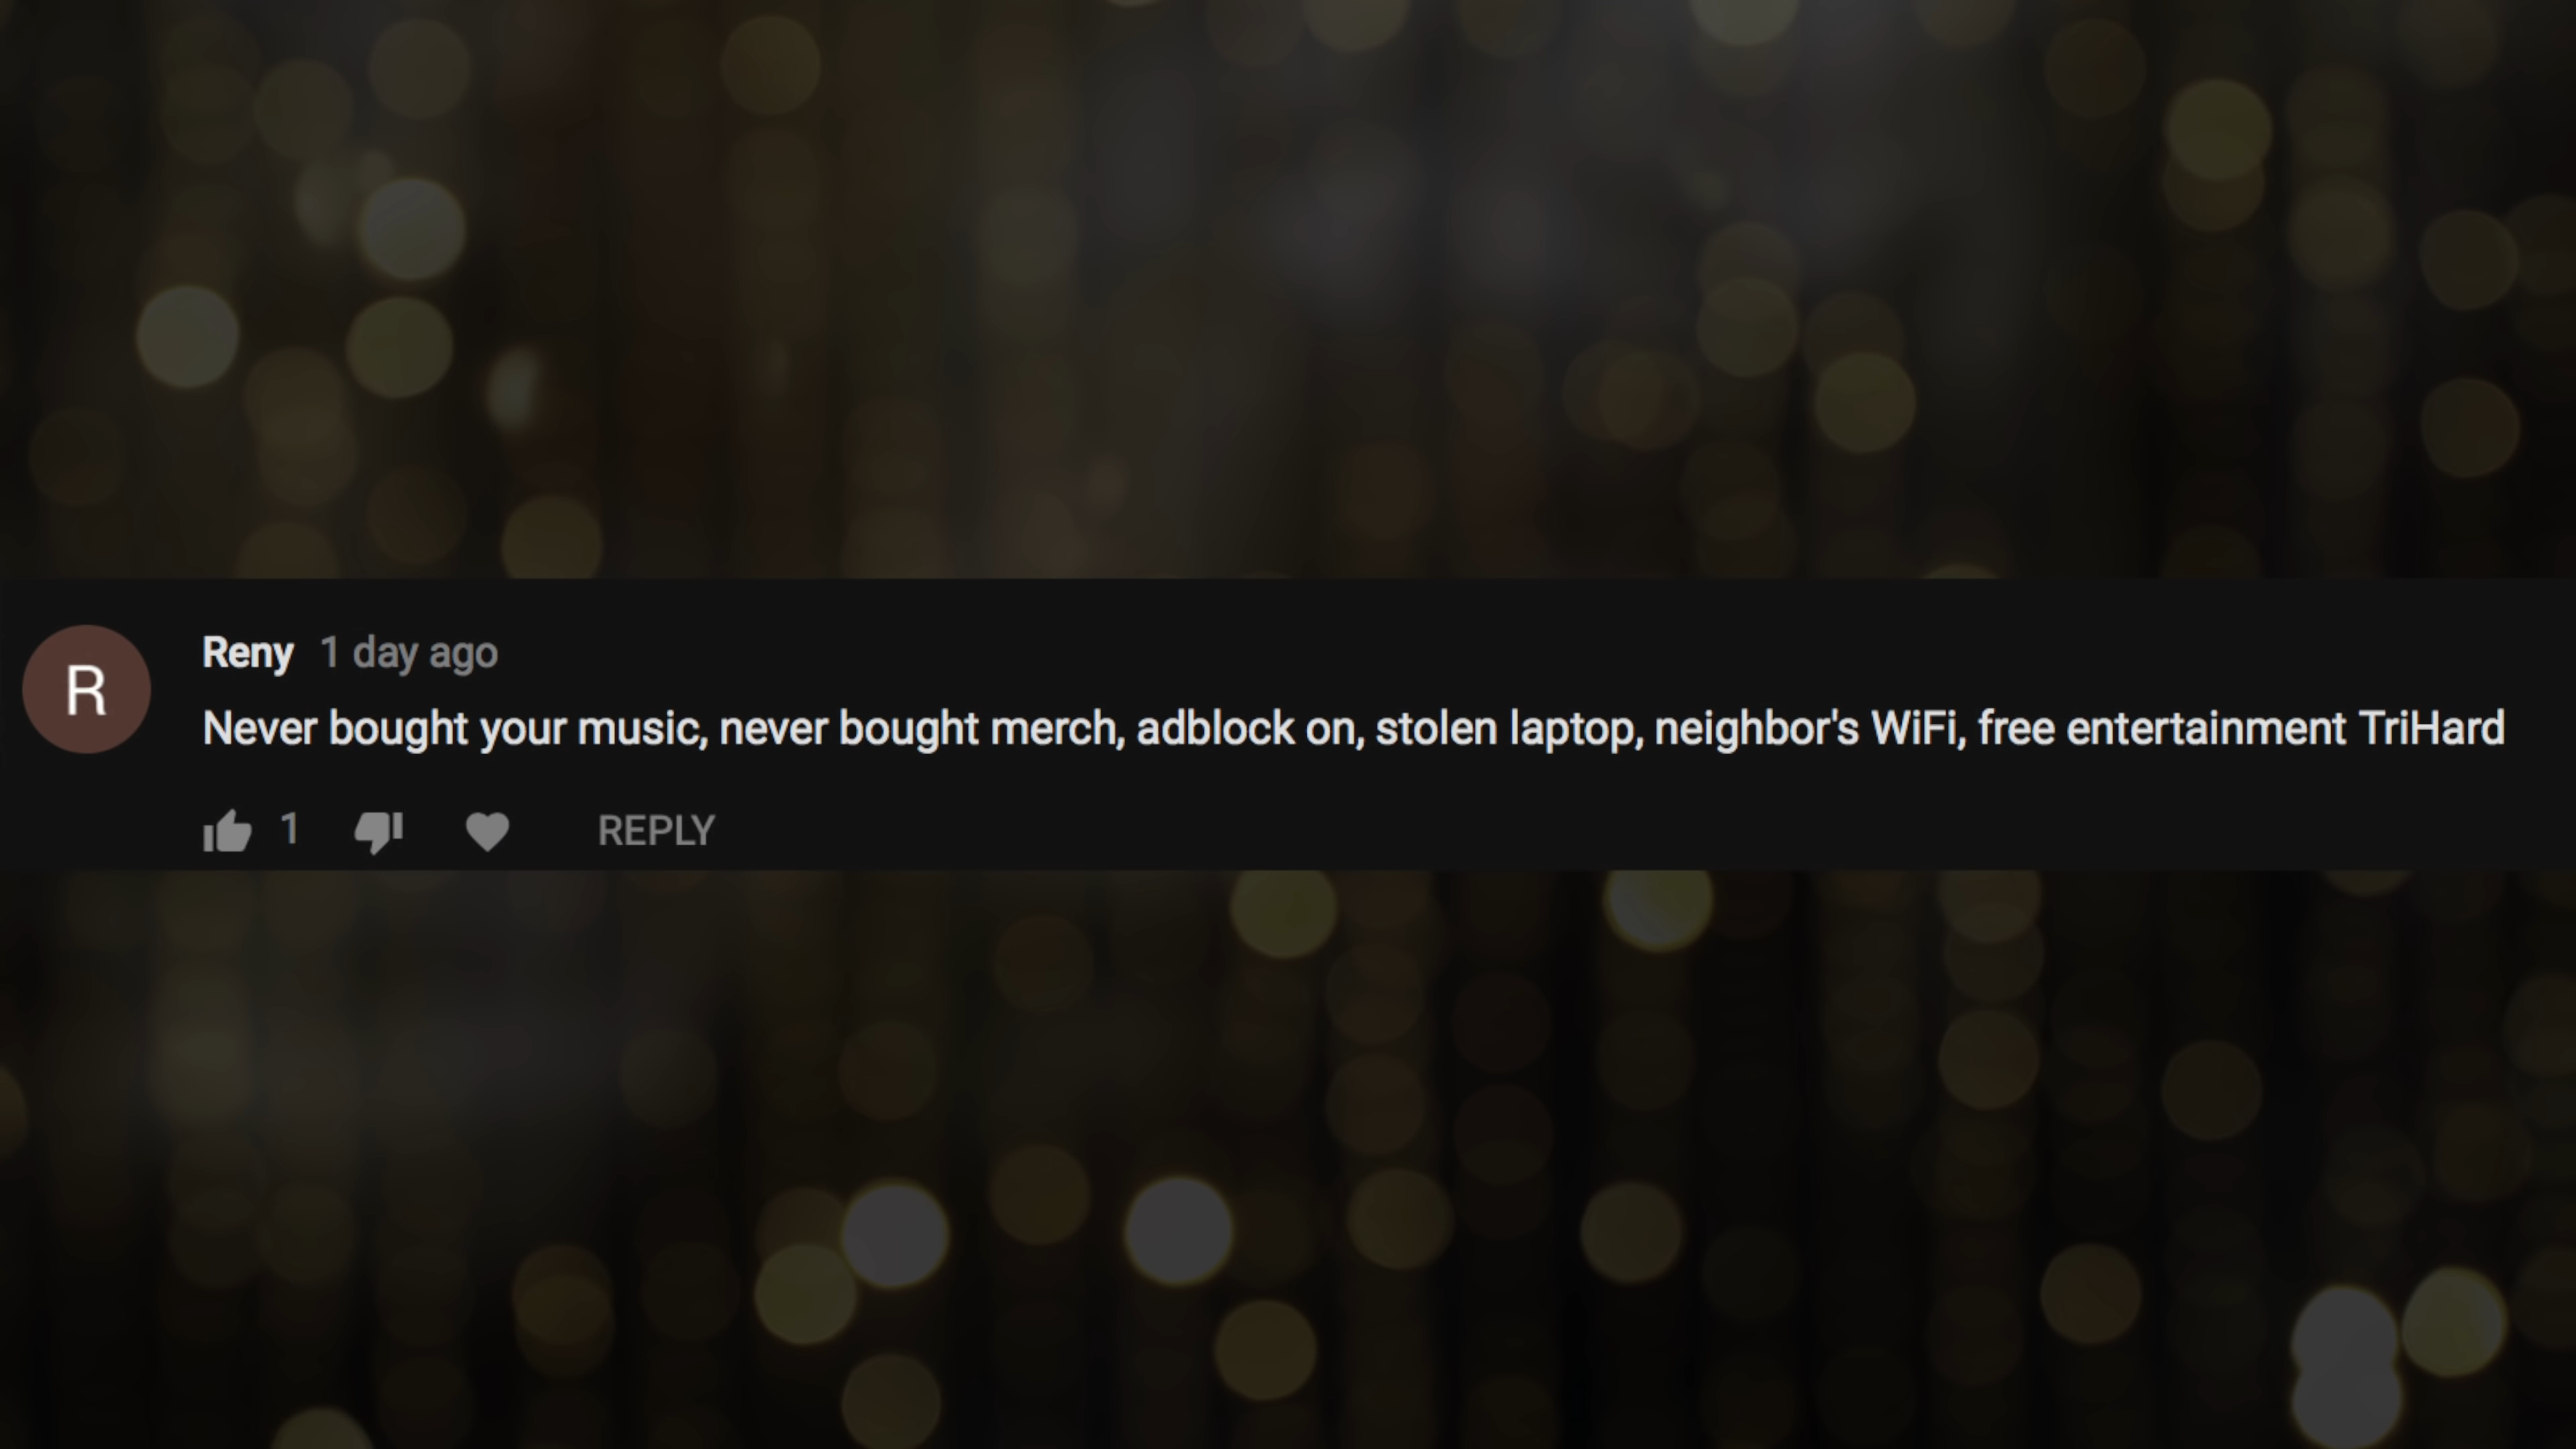 R
Reny 1 day ago
Never bought your music, never bought merch, adblock on, stolen laptop, neighbor's WiFi, free entertainment TriHard
1 REPLY